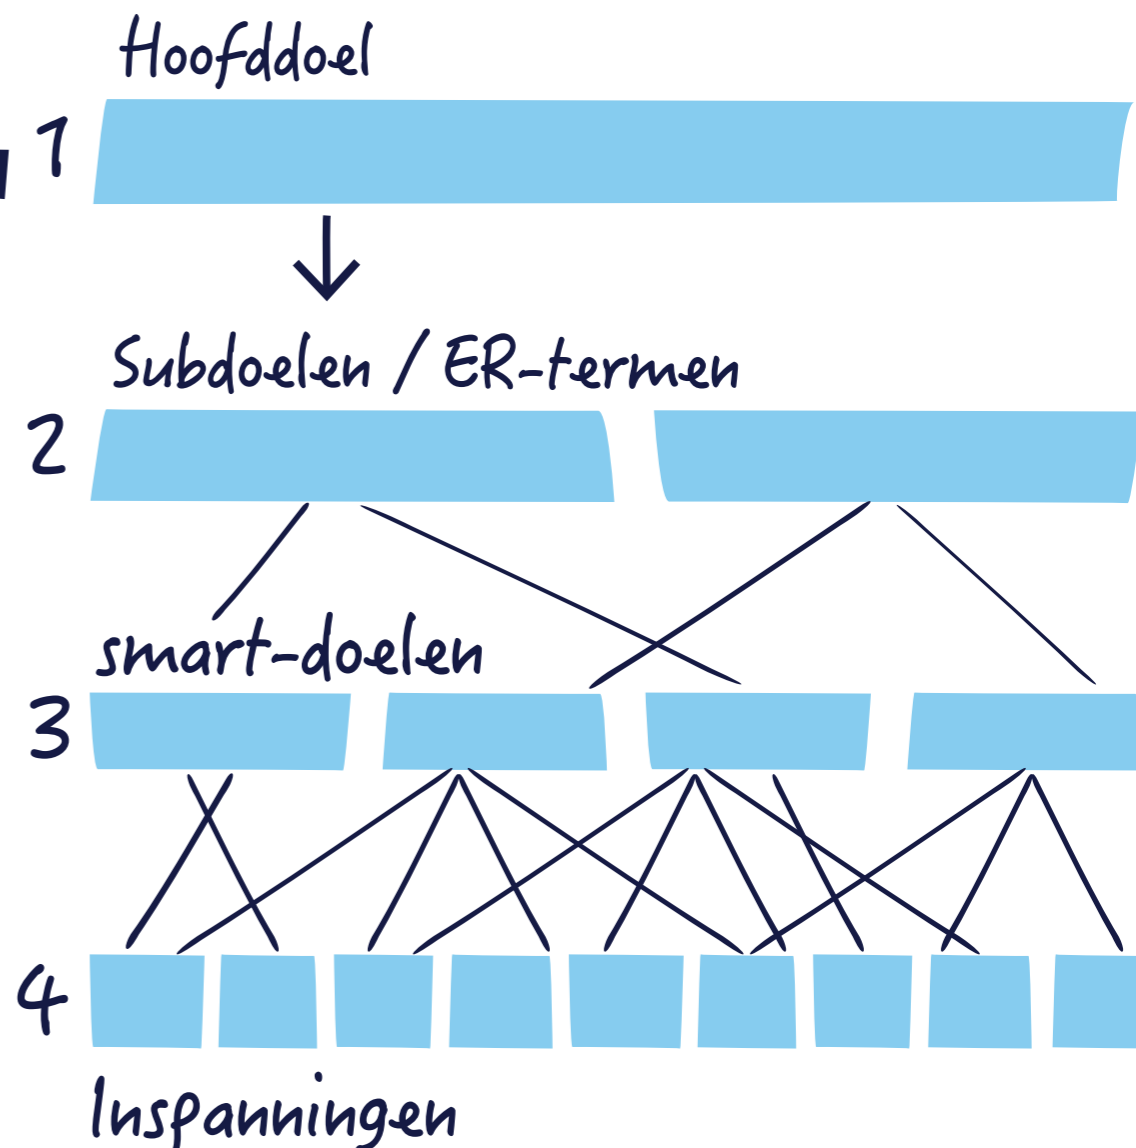 Hoofddoel
1
Subdoelen / ER-termen
2
smart-doelen
3
4
Inspanningen